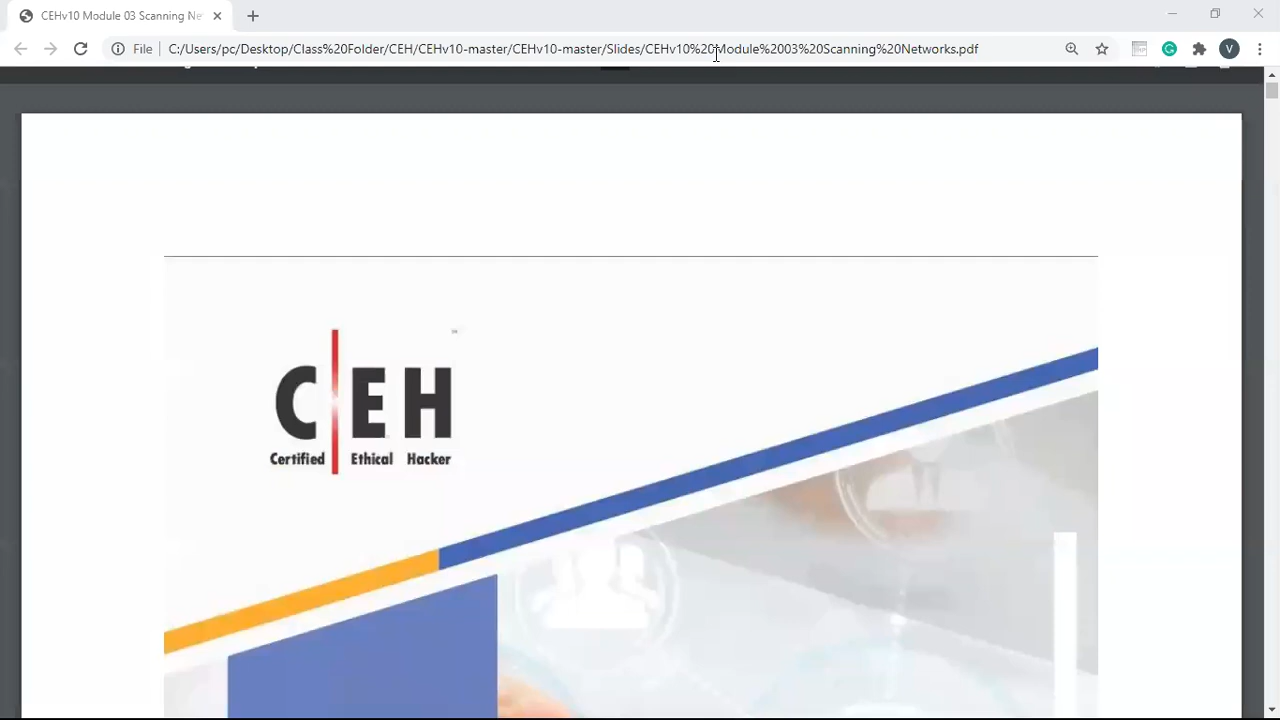 CEHv10 Module 03 Scanning Ne
File
C:/Users/pc/Desktop/Class%20Folder/CEH/CEHv10-master/CEHv10-master/Slides/CEHv10%20Module%2003%20Scanning%20Networks.pdf
V
C EH
Certified Ethical Hacker